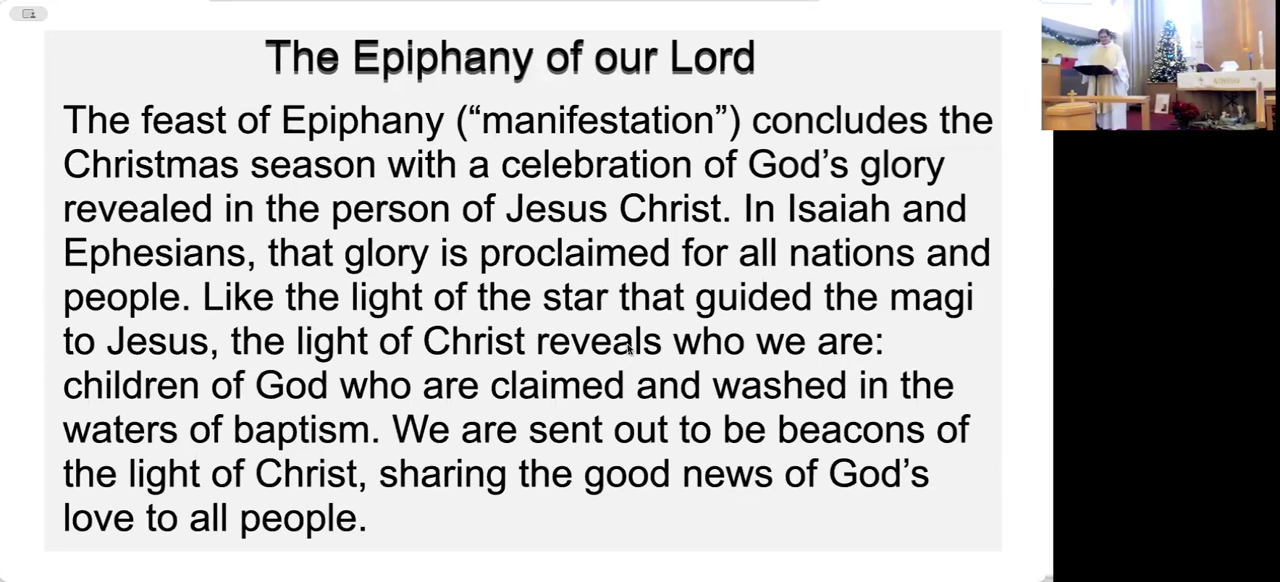 The Epiphany of our Lord
The feast of Epiphany (“manifestation”) concludes the
Christmas season with a celebration of God’s glory
revealed in the person of Jesus Christ. In Isaiah and
Ephesians, that glory is proclaimed for all nations and
people. Like the light of the star that guided the magi
to Jesus, the light of Christ reveals who we are:
children of God who are claimed and washed in the
waters of baptism. We are sent out to be beacons of
the light of Christ, sharing the good news of God’s
love to all people.